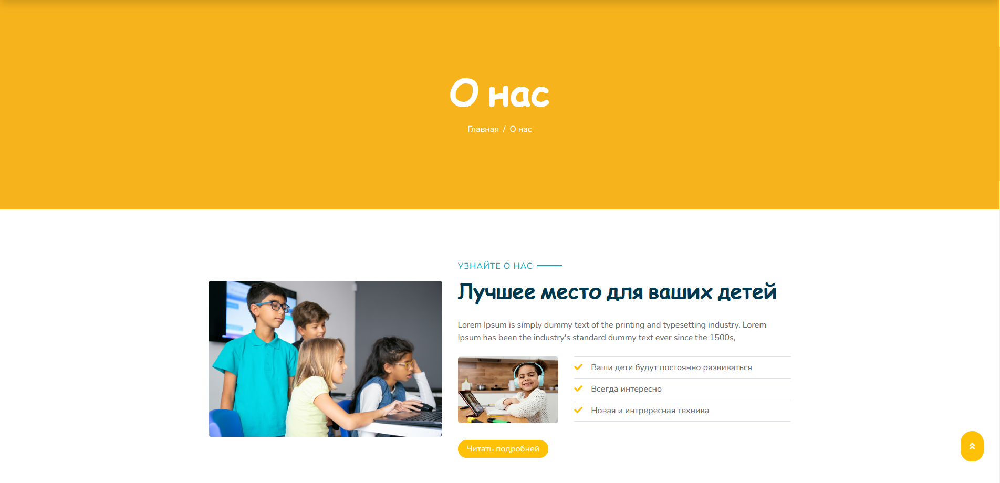 О нас
Главная / О нас
УЗНАЙТЕ О НАС
Лучшее место для ваших детей
Lorem Ipsum is simply dummy text of the printing and typesetting industry. Lorem
Ipsum has been the industry's standard dummy text ever since the 1500s,
Ваши дети будут постоянно развиваться
Всегда интересно
Новая и интрересная техника
Читать подробней